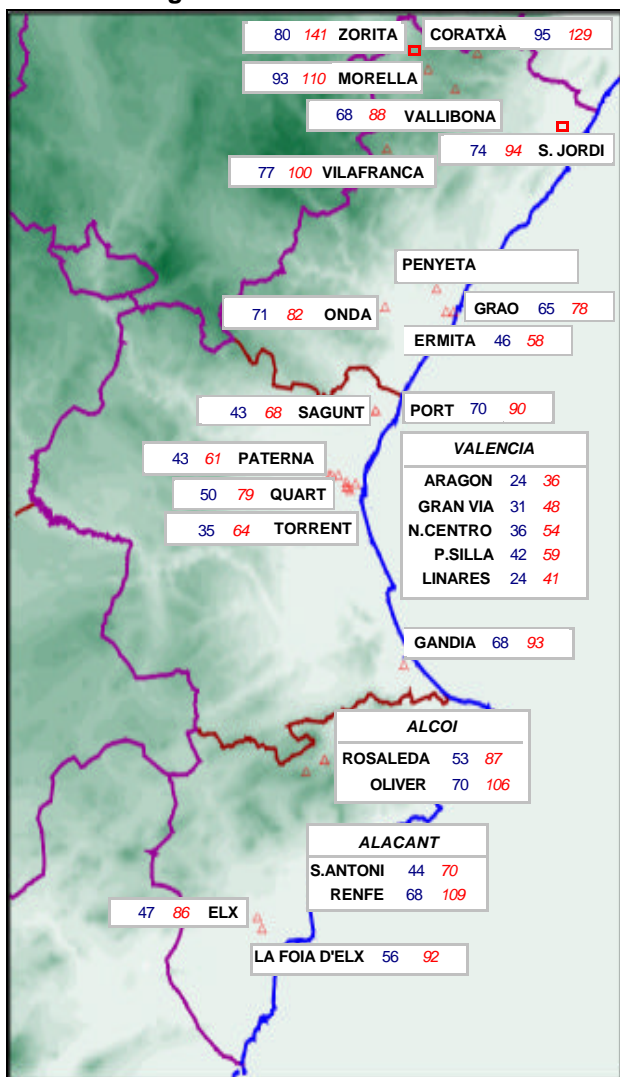 80 141 ZORITA
CORATXÀ 95 129
93 110 MORELLA
68 88 VALLIBONA
74 94 S. JORDI
77 100 VILAFRANCA
PENYETA
71 82 ONDA
GRAO 65 78
ERMITA 46 58
43 68 SAGUNT
PORT 70 90
VALENCIA
ARAGON 24 36
GRAN VIA 31 48
N.CENTRO 36 54
P.SILLA 42 59
LINARES 24 41
43 61 PATERNA
50 79 QUART
35 64 TORRENT
GANDIA 68 93
ALCOI
ROSALEDA 53 87
OLIVER 70 106
ALACANT
S.ANTONI 44 70
RENFE 68 109
47 86 ELX
LA FOIA D'ELX 56 92